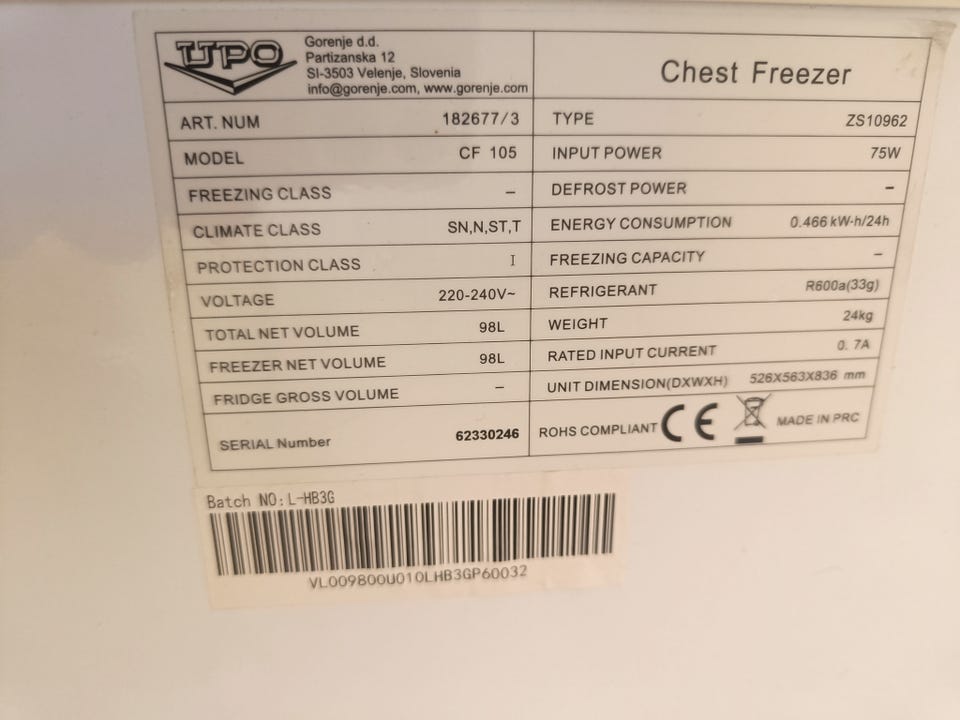 UPO
Gorenje d.d.
Partizanska 12
SI-3503 Velenje, Slovenia
info@gorenje.com, www.gorenje.com
Chest Freezer
ART. NUM 182677/3
TYPE ZS10962
MODEL CF 105
INPUT POWER 75W
FREEZING CLASS –
DEFROST POWER –
CLIMATE CLASS SN,N,ST,T
ENERGY CONSUMPTION 0.466 kW·h/24h
PROTECTION CLASS I
FREEZING CAPACITY –
VOLTAGE 220-240V~
REFRIGERANT R600a(33g)
TOTAL NET VOLUME 98L
WEIGHT 24kg
FREEZER NET VOLUME 98L
RATED INPUT CURRENT 0. 7A
FRIDGE GROSS VOLUME –
UNIT DIMENSION(DXWXH) 526X563X836 mm
SERIAL Number 62330246
ROHS COMPLIANT CE MADE IN PRC
Batch NO: L-HB3G
VL009800U010LHB3GP60032